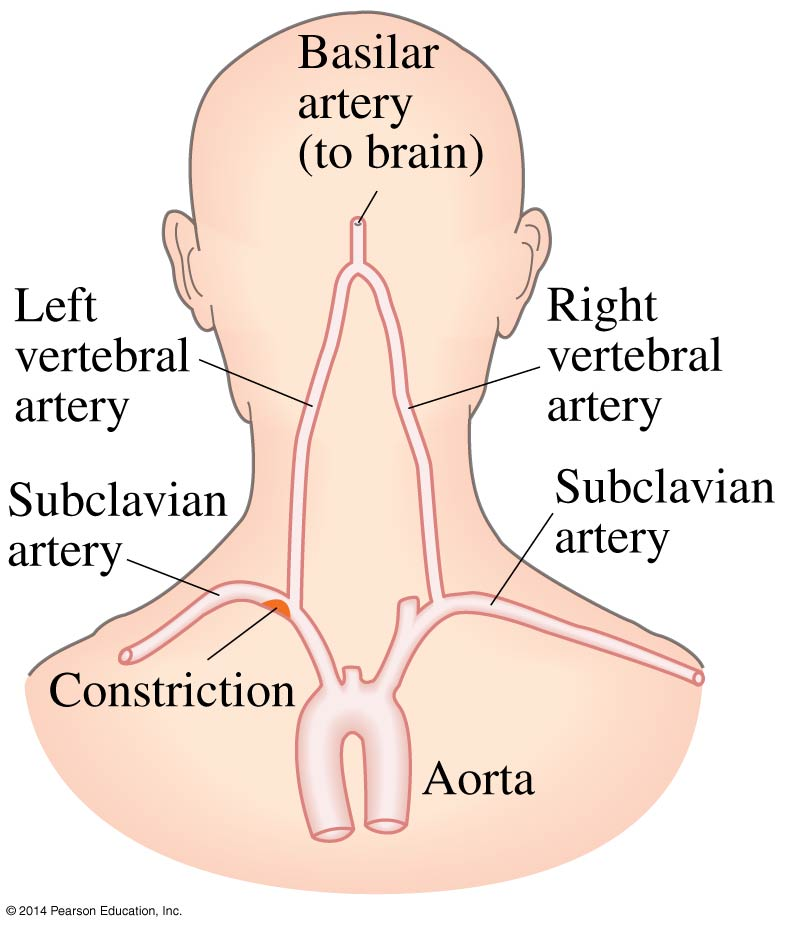 Basilar
artery
(to brain)
Left
vertebral
artery
Right
vertebral
artery
Subclavian
artery
Subclavian
artery
Constriction
Aorta
© 2014 Pearson Education, Inc.